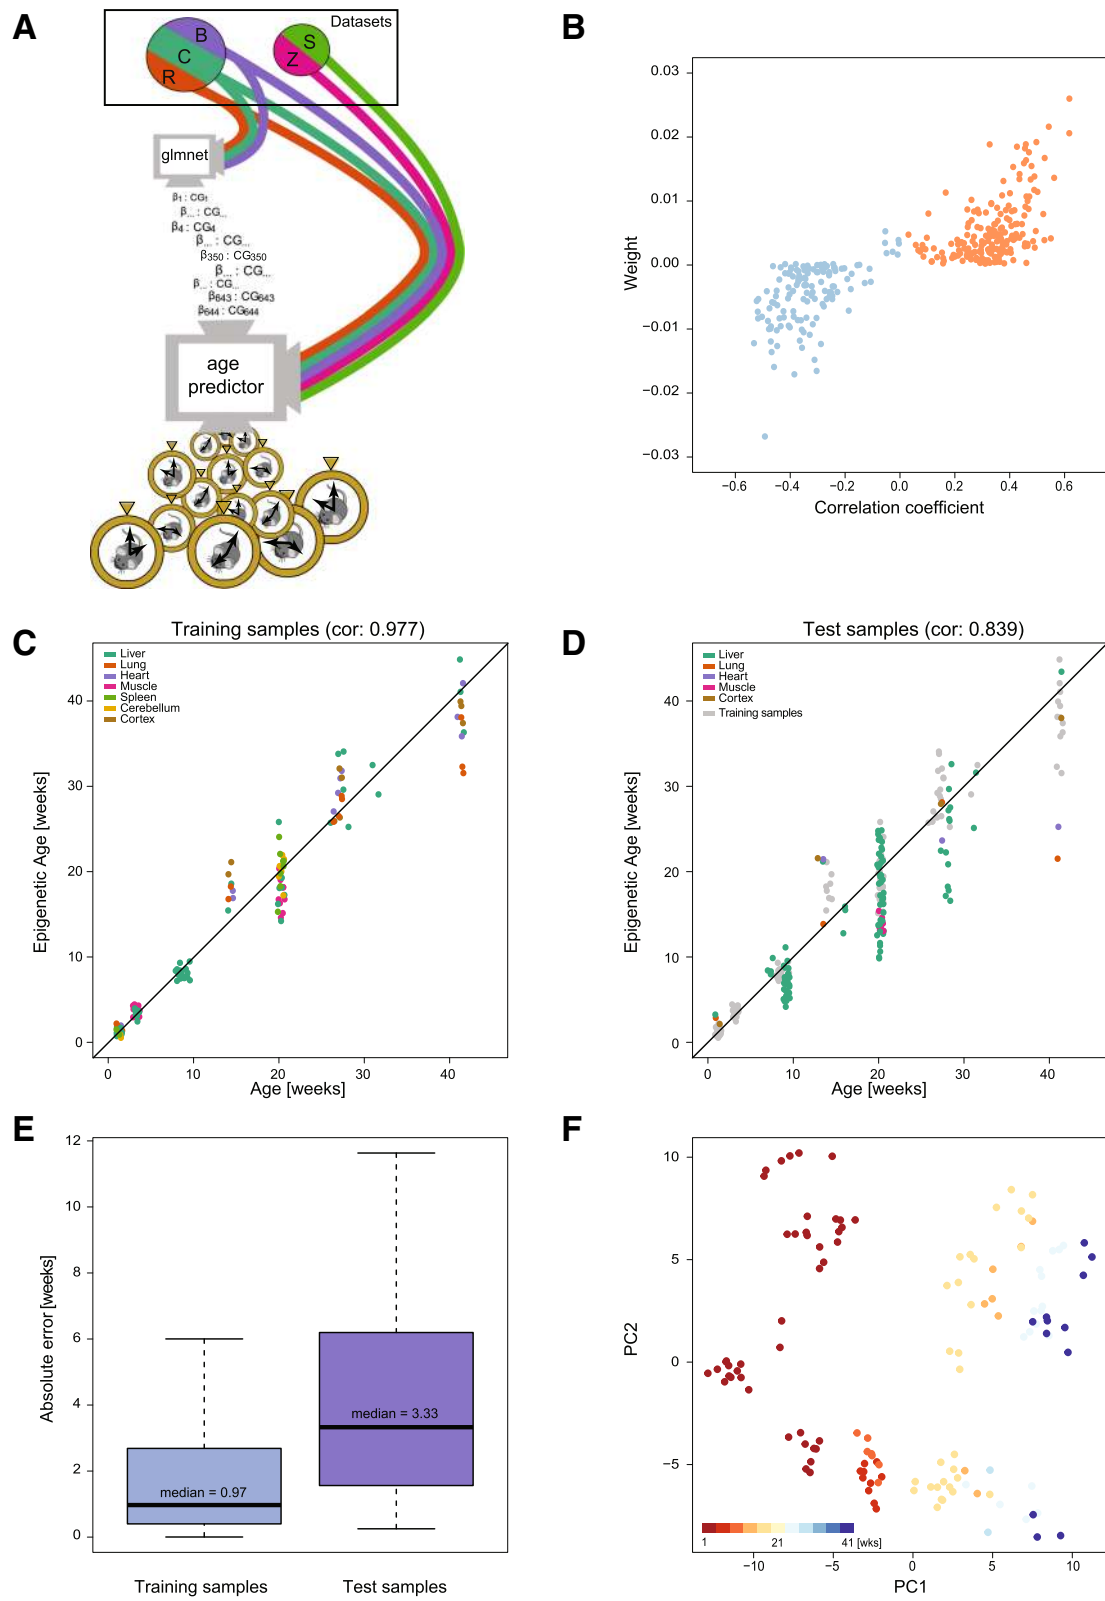 A
Datasets
B
C
R
S
Z
glmnet
β1 : CG1
β... : CG...
β4 : CG4
β... : CG...
β350 : CG350
β... : CG...
β... : CG...
β643 : CG643
β644 : CG644
age
predictor
B
0.03
0.02
0.01
0.00
−0.01
−0.02
−0.03
Weight
−0.6
−0.4
−0.2
0.0
0.2
0.4
0.6
Correlation coefficient
C
Training samples (cor: 0.977)
Liver
Lung
Heart
Muscle
Spleen
Cerebellum
Cortex
40
30
20
10
0
Epigenetic Age [weeks]
0
10
20
30
40
Age [weeks]
D
Test samples (cor: 0.839)
Liver
Lung
Heart
Muscle
Cortex
Training samples
40
30
20
10
0
Epigenetic Age [weeks]
0
10
20
30
40
Age [weeks]
E
12
10
8
6
4
2
0
Absolute error [weeks]
median = 0.97
median = 3.33
Training samples
Test samples
F
10
5
0
−5
PC2
1
21
41 [wks]
−10
−5
0
5
10
PC1